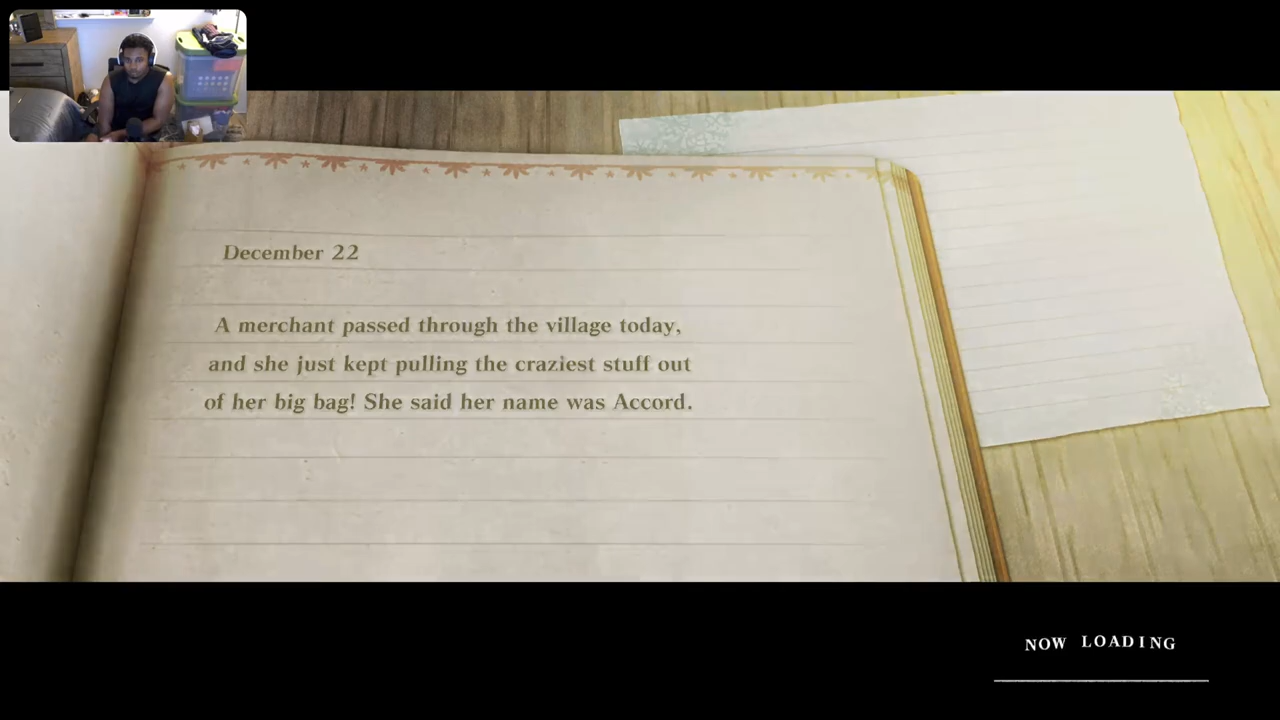 December 22
A merchant passed through the village today,
and she just kept pulling the craziest stuff out
of her big bag! She said her name was Accord.
NOW LOADING